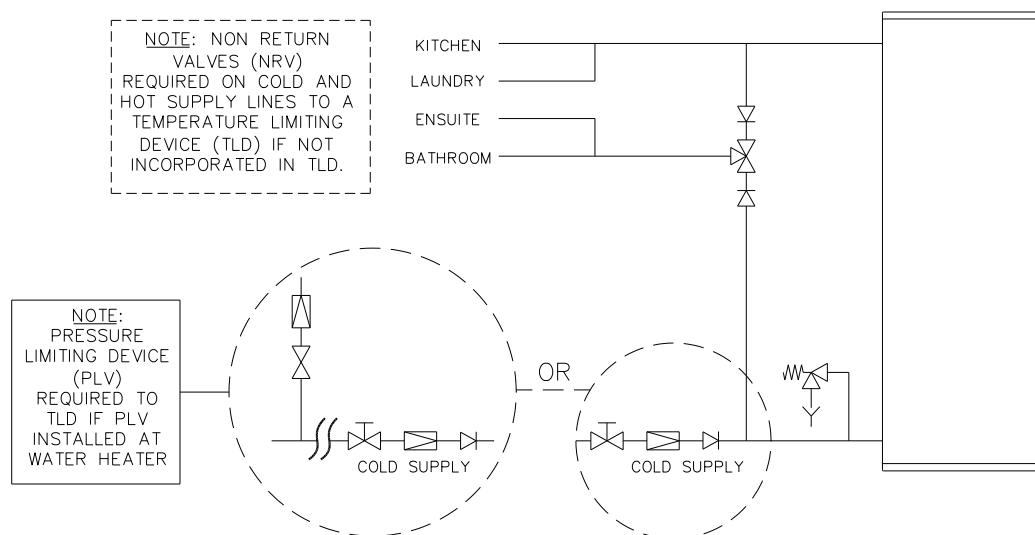 NOTE: NON RETURN
VALVES (NRV)
REQUIRED ON COLD AND
HOT SUPPLY LINES TO A
TEMPERATURE LIMITING
DEVICE (TLD) IF NOT
INCORPORATED IN TLD.
KITCHEN
LAUNDRY
ENSUITE
BATHROOM
NOTE:
PRESSURE
LIMITING DEVICE
(PLV)
REQUIRED TO
TLD IF PLV
INSTALLED AT
WATER HEATER
OR
COLD SUPPLY
COLD SUPPLY